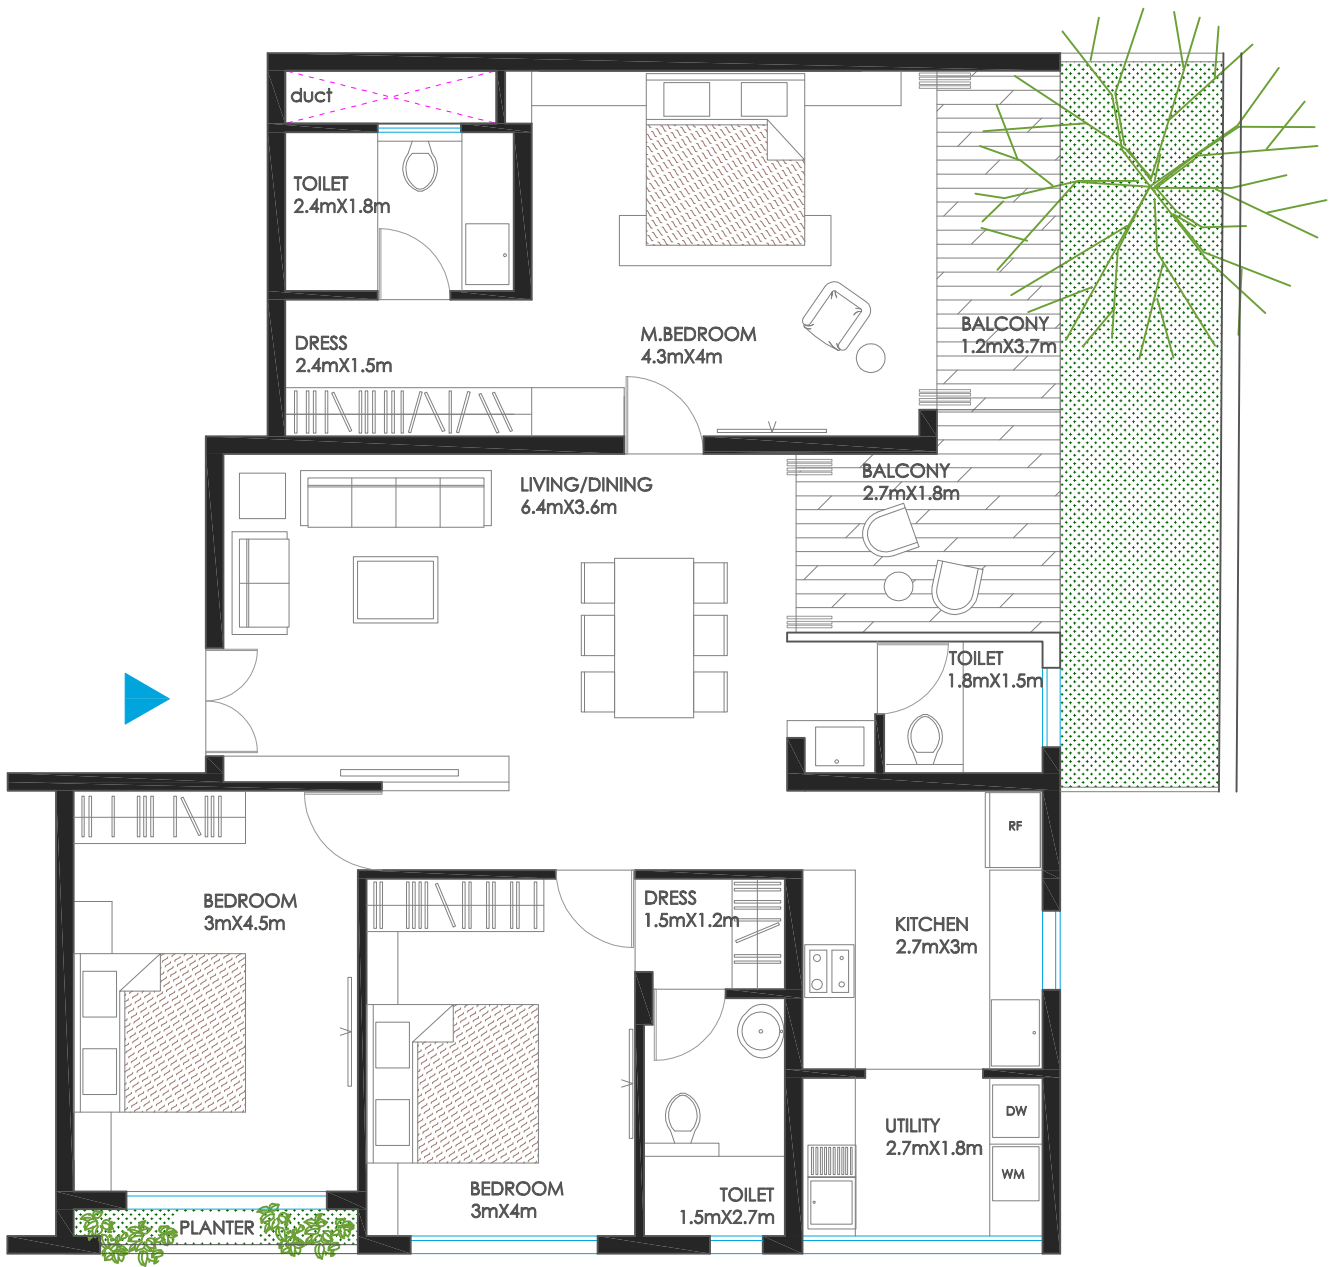 duct
TOILET
2.4mX1.8m
DRESS
2.4mX1.5m
M.BEDROOM
4.3mX4m
BALCONY
1.2mX3.7m
LIVING/DINING
6.4mX3.6m
BALCONY
2.7mX1.8m
TOILET
1.8mX1.5m
RF
BEDROOM
3mX4.5m
DRESS
1.5mX1.2m
KITCHEN
2.7mX3m
DW
UTILITY
2.7mX1.8m
WM
BEDROOM
3mX4m
TOILET
1.5mX2.7m
PLANTER